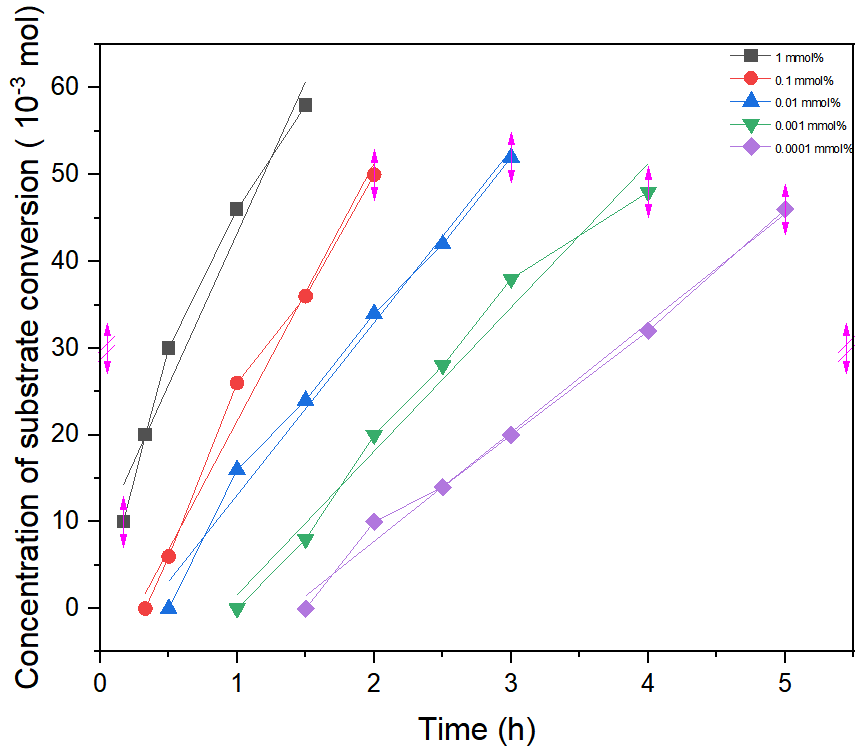 Concentration of substrate conversion ( 10⁻³ mol)
60
50
40
30
20
10
0
0 1 2 3 4 5
Time (h)
1 mmol%
0.1 mmol%
0.01 mmol%
0.001 mmol%
0.0001 mmol%